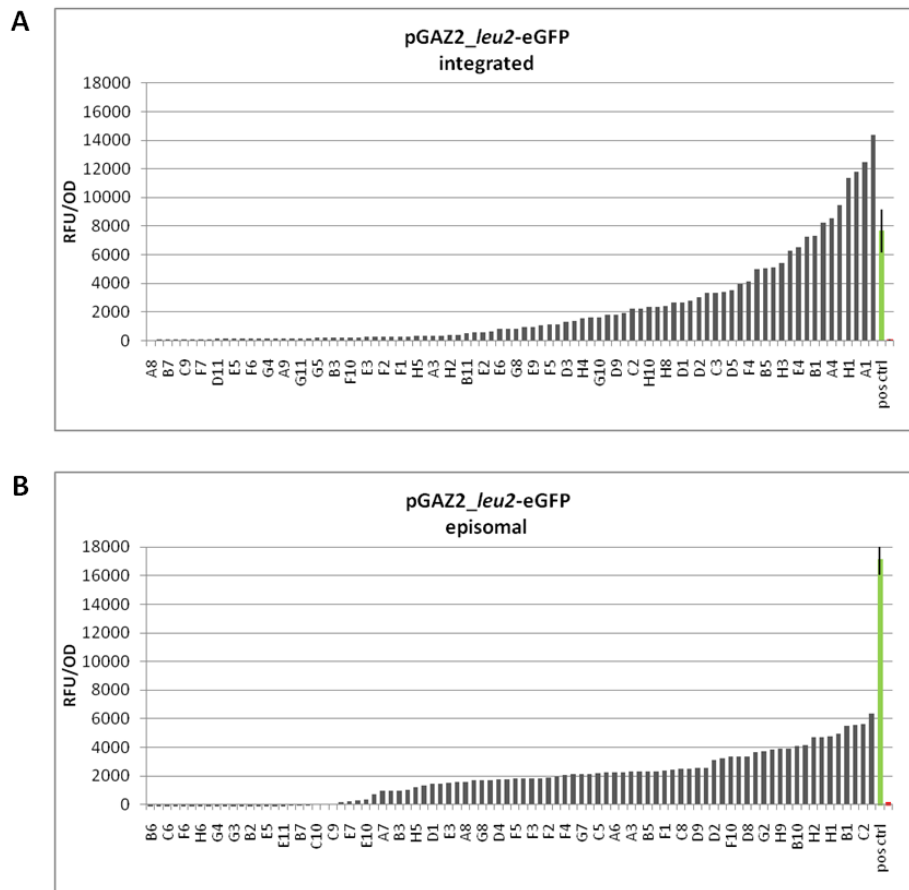 A
pGAZ2_leu2-eGFP
integrated
18000
16000
14000
12000
10000
8000
6000
4000
2000
0
RFU/OD
A8 B7 C9 F7 D11 E5 F6 G4 A9 G11 G5 B3 F10 E3 F2 F1 H5 A3 H2 B11 E2 E6 G8 E9 F5 D3 H4 G10 D9 C2 H10 H8 D1 D2 C3 D5 F4 B5 H3 E4 B1 A4 H1 A1 pos ctrl
B
pGAZ2_leu2-eGFP
episomal
18000
16000
14000
12000
10000
8000
6000
4000
2000
0
RFU/OD
B6 C6 F6 H6 G4 G3 B2 E5 E11 B7 C10 C9 E7 E10 A7 B3 H5 D1 E3 A8 G8 D4 F5 F3 F2 F4 G7 C5 A6 A3 B5 F1 C8 D9 D2 F10 D8 G2 H9 B10 H2 H1 B1 C2 pos ctrl